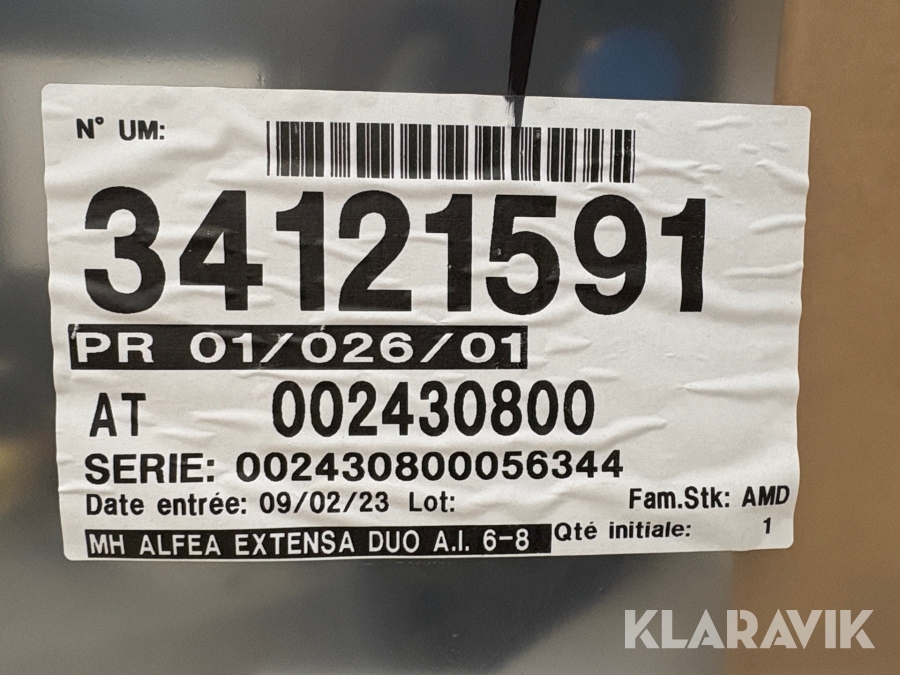 N° UM:
34121591
PR 01/026/01
AT 002430800
SERIE: 002430800056344
Date entrée: 09/02/23 Lot: Fam.Stk: AMD
MH ALFEA EXTENSA DUO A.I. 6-8 Qté initiale: 1
KLARAVIK